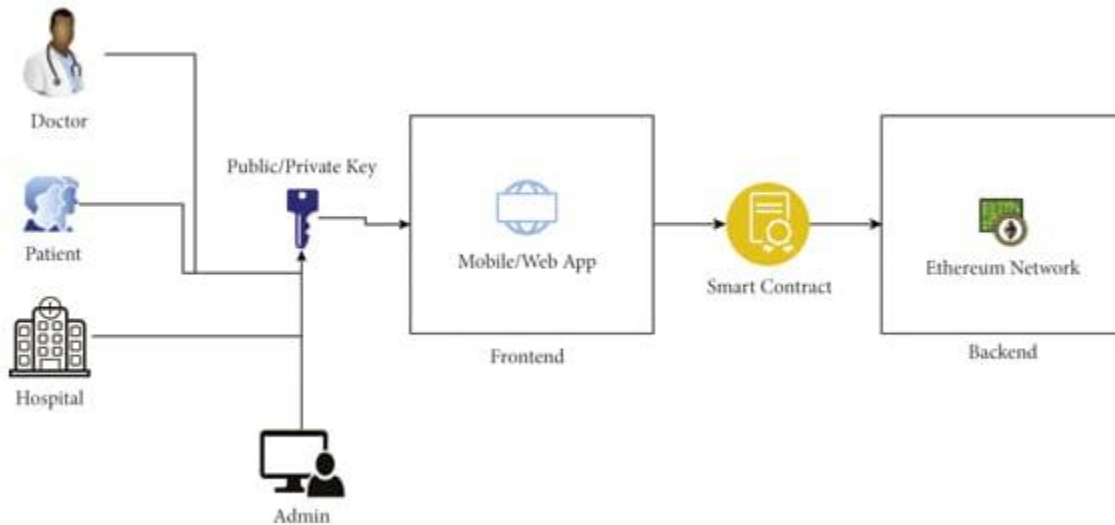 Doctor
Public/Private Key
Patient
Mobile/Web App
Smart Contract
Ethereum Network
Frontend
Backend
Hospital
Admin